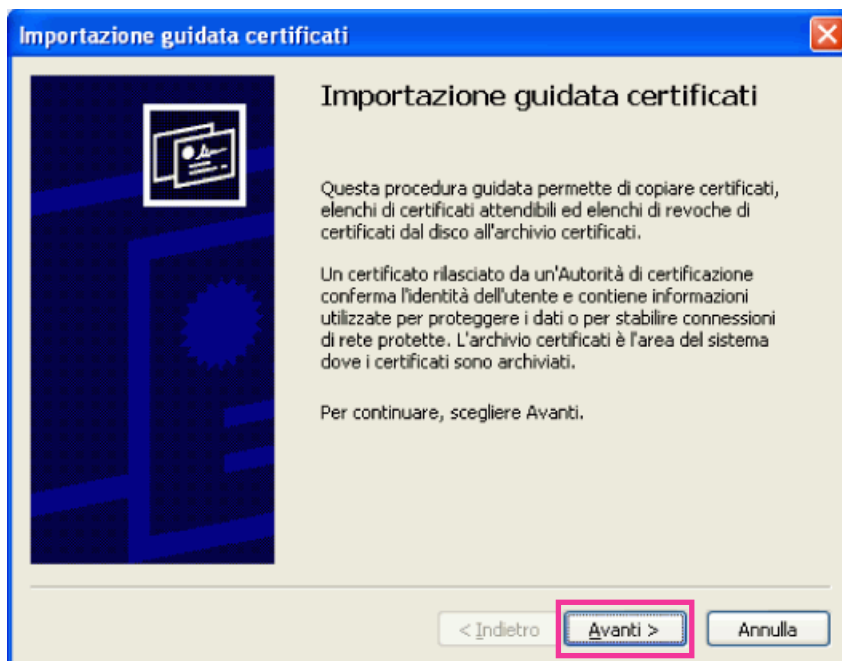 Importazione guidata certificati
Importazione guidata certificati
Questa procedura guidata permette di copiare certificati,
elenchi di certificati attendibili ed elenchi di revoche di
certificati dal disco all'archivio certificati.
Un certificato rilasciato da un'Autorità di certificazione
conferma l'identità dell'utente e contiene informazioni
utilizzate per proteggere i dati o per stabilire connessioni
di rete protette. L'archivio certificati è l'area del sistema
dove i certificati sono archiviati.
Per continuare, scegliere Avanti.
< Indietro Avanti > Annulla